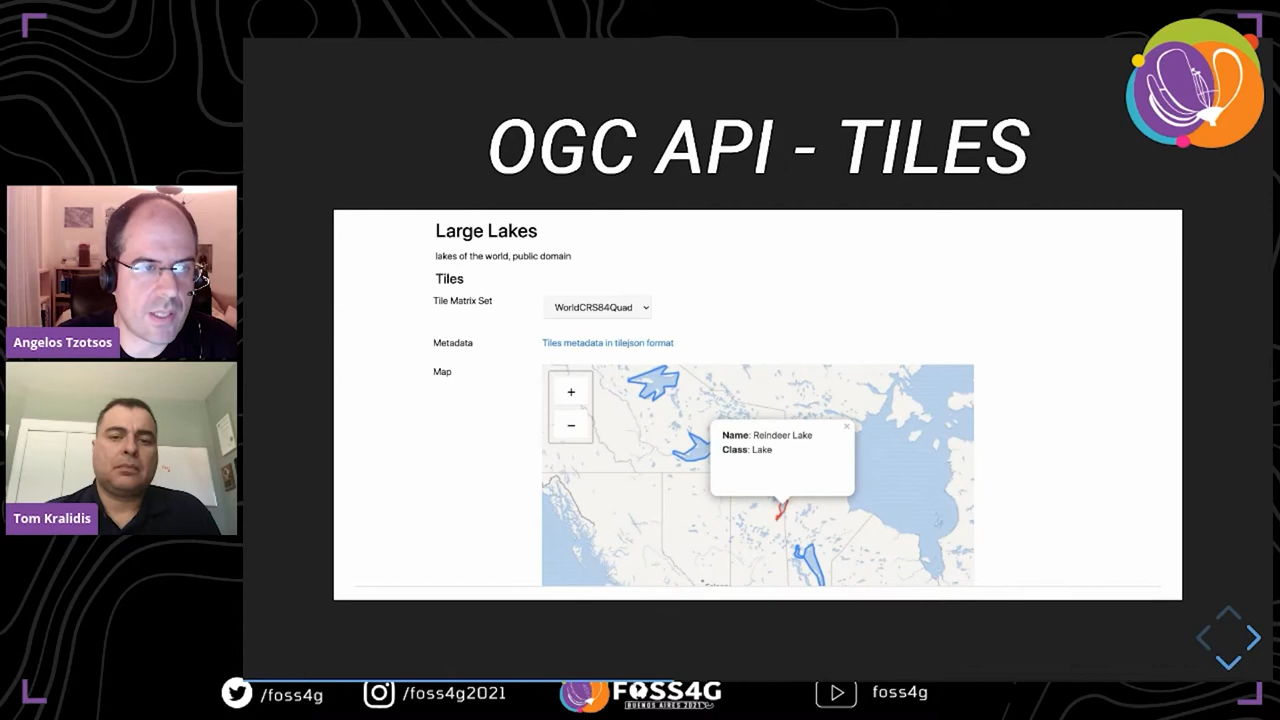 OGC API - TILES
Large Lakes
lakes of the world, public domain
Tiles
Tile Matrix Set
WorldCRS84Quad
Metadata
Tiles metadata in tilejson format
Map
+
−
Name: Reindeer Lake
Class: Lake
×
Angelos Tzotsos
Tom Kralidis
/foss4g
/foss4g2021
FOSS4G
BUENOS AIRES 2021
foss4g